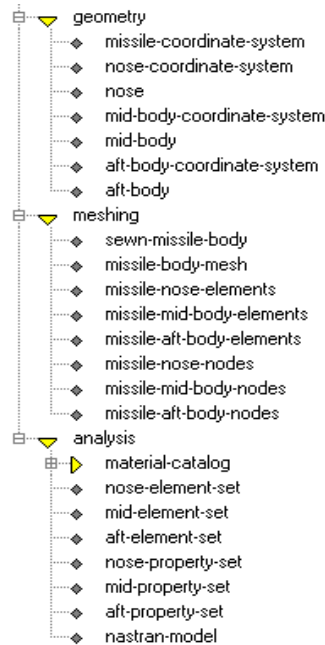 geometry
missile-coordinate-system
nose-coordinate-system
nose
mid-body-coordinate-system
mid-body
aft-body-coordinate-system
aft-body
meshing
sewn-missile-body
missile-body-mesh
missile-nose-elements
missile-mid-body-elements
missile-aft-body-elements
missile-nose-nodes
missile-mid-body-nodes
missile-aft-body-nodes
analysis
material-catalog
nose-element-set
mid-element-set
aft-element-set
nose-property-set
mid-property-set
aft-property-set
nastran-model